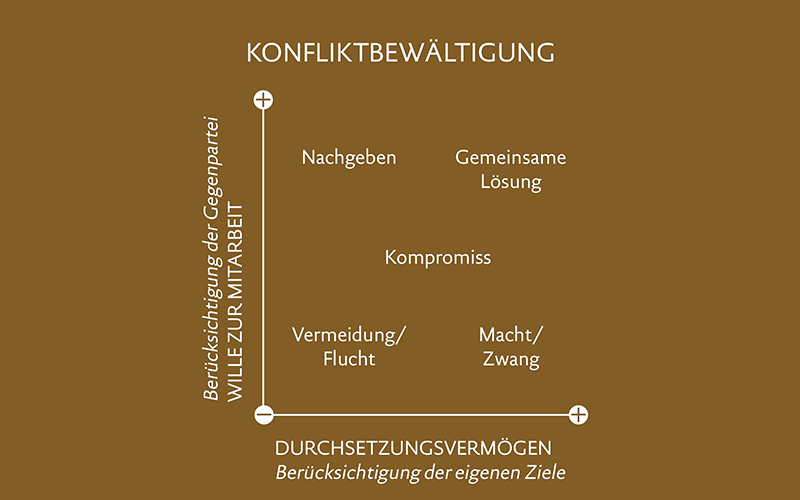 KONFLIKTBEWÄLTIGUNG
Berücksichtigung der Gegenpartei
WILLE ZUR MITARBEIT
Nachgeben
Gemeinsame
Lösung
Kompromiss
Vermeidung/
Flucht
Macht/
Zwang
DURCHSETZUNGSVERMÖGEN
Berücksichtigung der eigenen Ziele